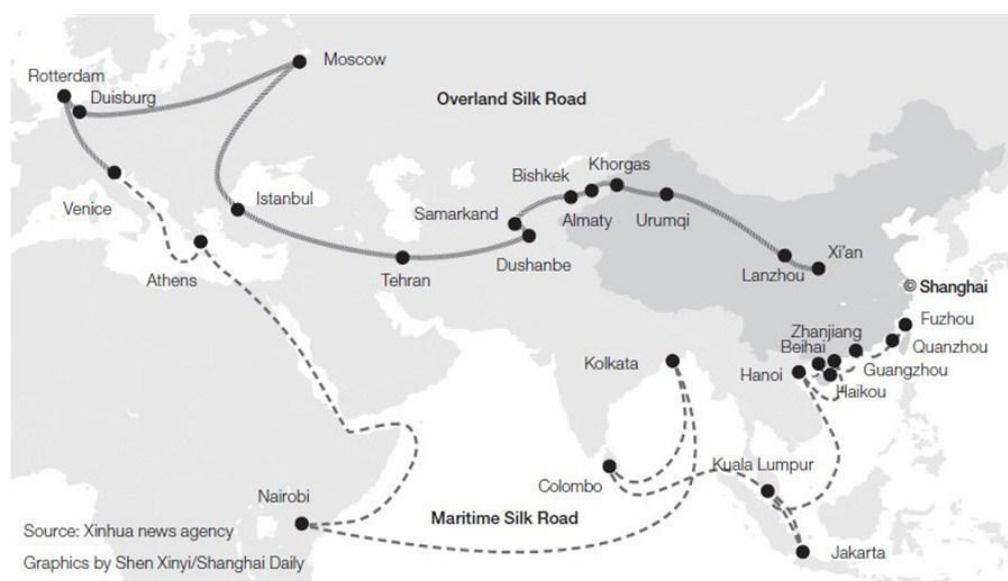 Moscow
Rotterdam
Duisburg
Overland Silk Road
Khorgas
Bishkek
Istanbul
Venice
Samarkand
Almaty
Urumqi
Xi'an
Dushanbe
Lanzhou
Athens
Tehran
© Shanghai
Fuzhou
Zhanjiang
Beihai
Quanzhou
Kolkata
Hanoi
Guangzhou
Haikou
Kuala Lumpur
Colombo
Nairobi
Maritime Silk Road
Source: Xinhua news agency
Jakarta
Graphics by Shen Xinyi/Shanghai Daily